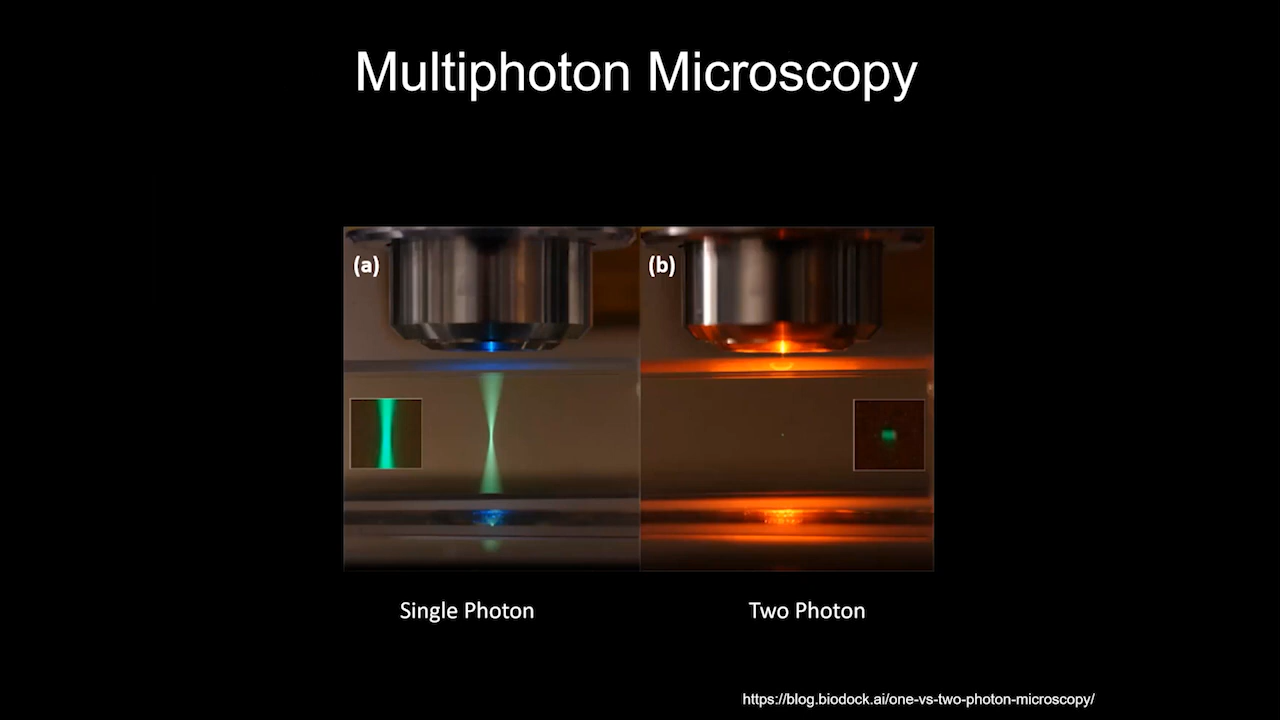 Multiphoton Microscopy
(a)
(b)
Single Photon
Two Photon
https://blog.biodock.ai/one-vs-two-photon-microscopy/